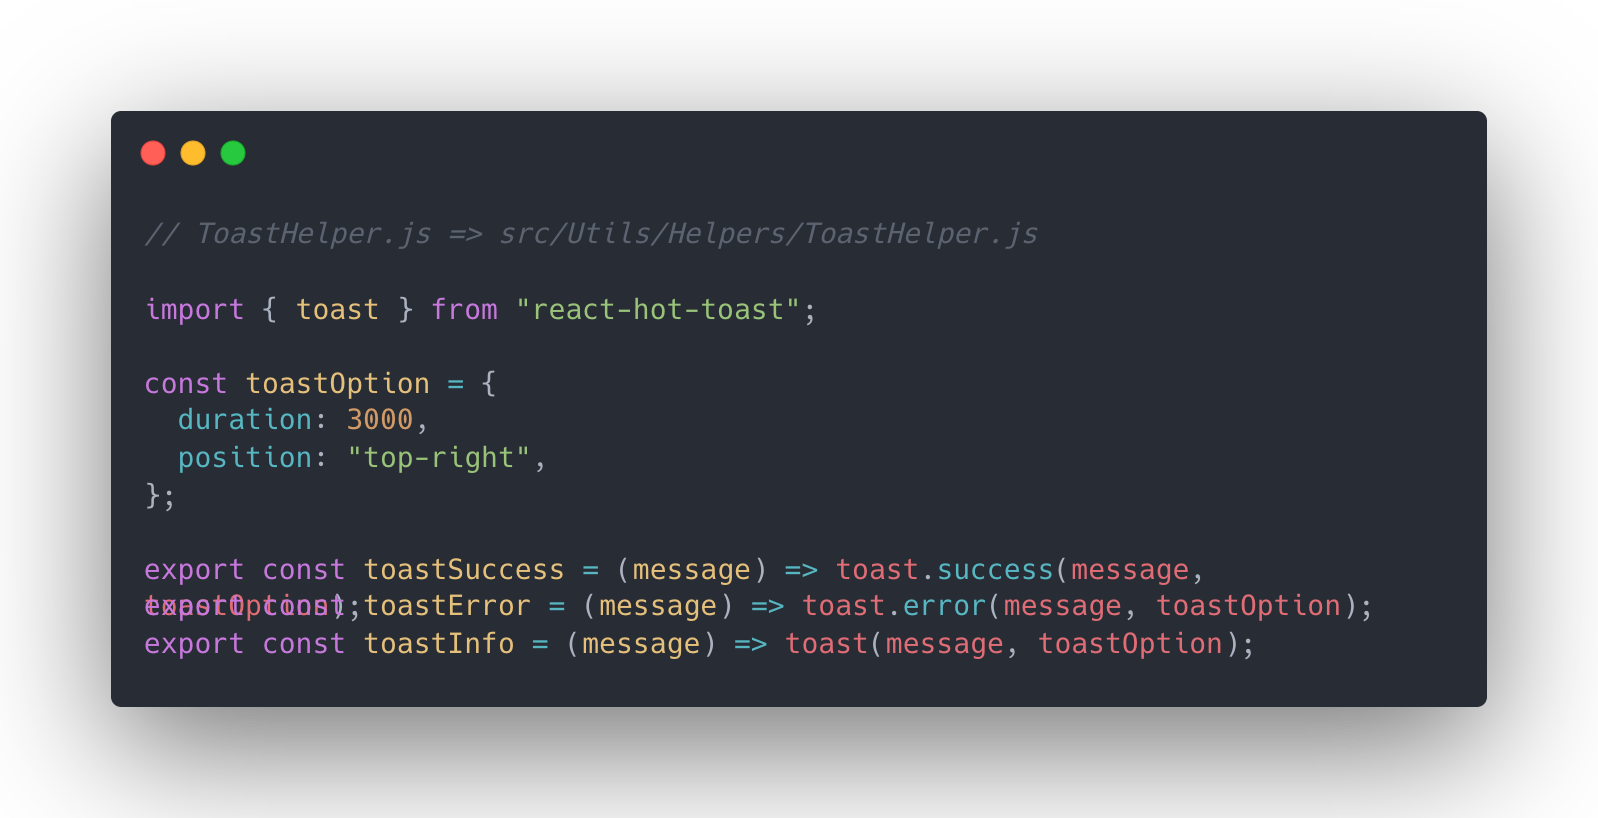 // ToastHelper.js => src/Utils/Helpers/ToastHelper.js
import { toast } from "react-hot-toast";
const toastOption = {
  duration: 3000,
  position: "top-right",
};
export const toastSuccess = (message) => toast.success(message,
toastOption);
export const toastError = (message) => toast.error(message, toastOption);
export const toastInfo = (message) => toast(message, toastOption);